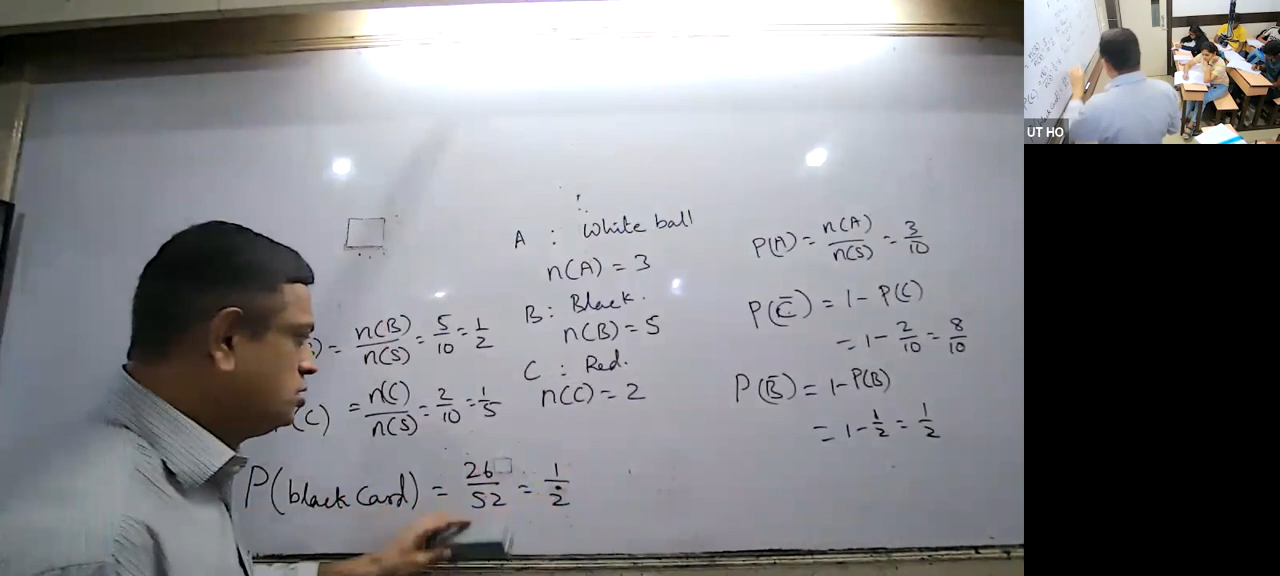 A : White ball
n(A) = 3
B : Black.
n(B) = 5
C : Red.
n(C) = 2
) = n(B)/n(S) = 5/10 = 1/2
(C) = n(C)/n(S) = 2/10 = 1/5
P(black Card) = 26/52 = 1/2
P(A) = n(A)/n(S) = 3/10
P(C̅) = 1 - P(C)
= 1 - 2/10 = 8/10
P(B̅) = 1 - P(B)
= 1 - 1/2 = 1/2
UT HO